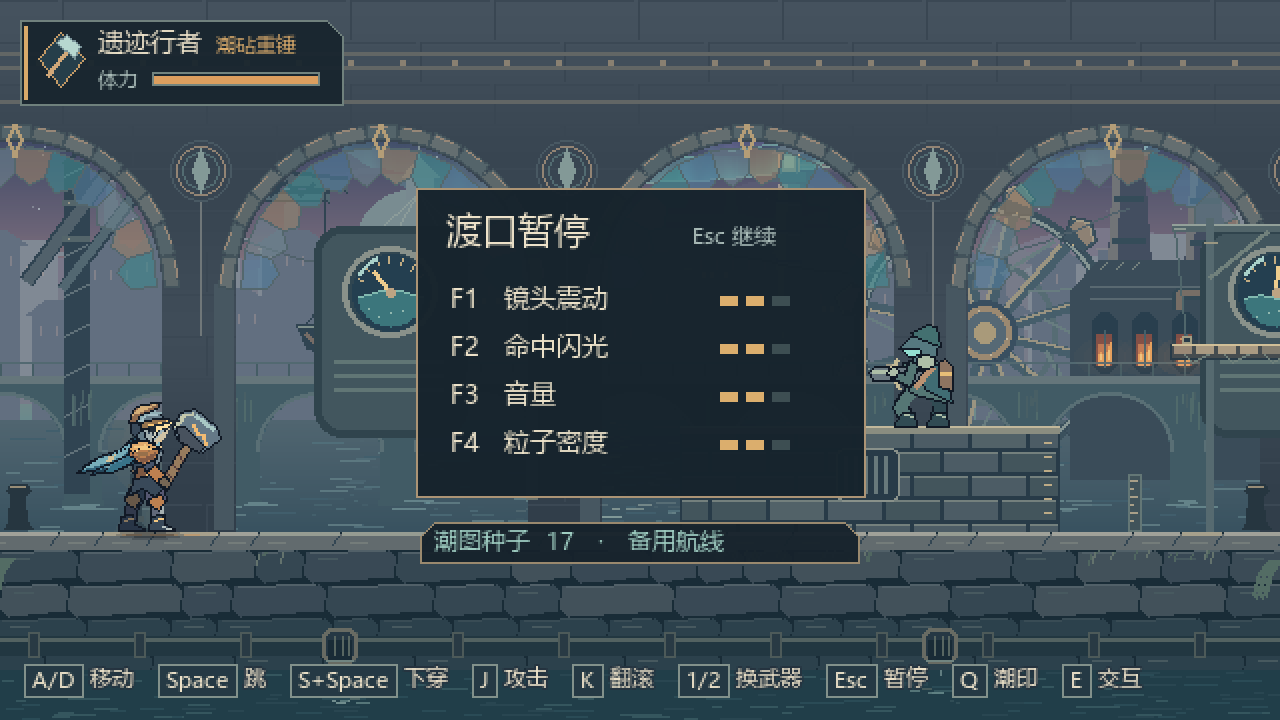 遗迹行者 潮砧重锤
体力
渡口暂停 Esc 继续
F1 镜头震动
F2 命中闪光
F3 音量
F4 粒子密度
潮图种子 17 · 备用航线
A/D 移动 Space 跳 S+Space 下穿 J 攻击 K 翻滚 1/2 换武器 Esc 暂停 Q 潮印 E 交互